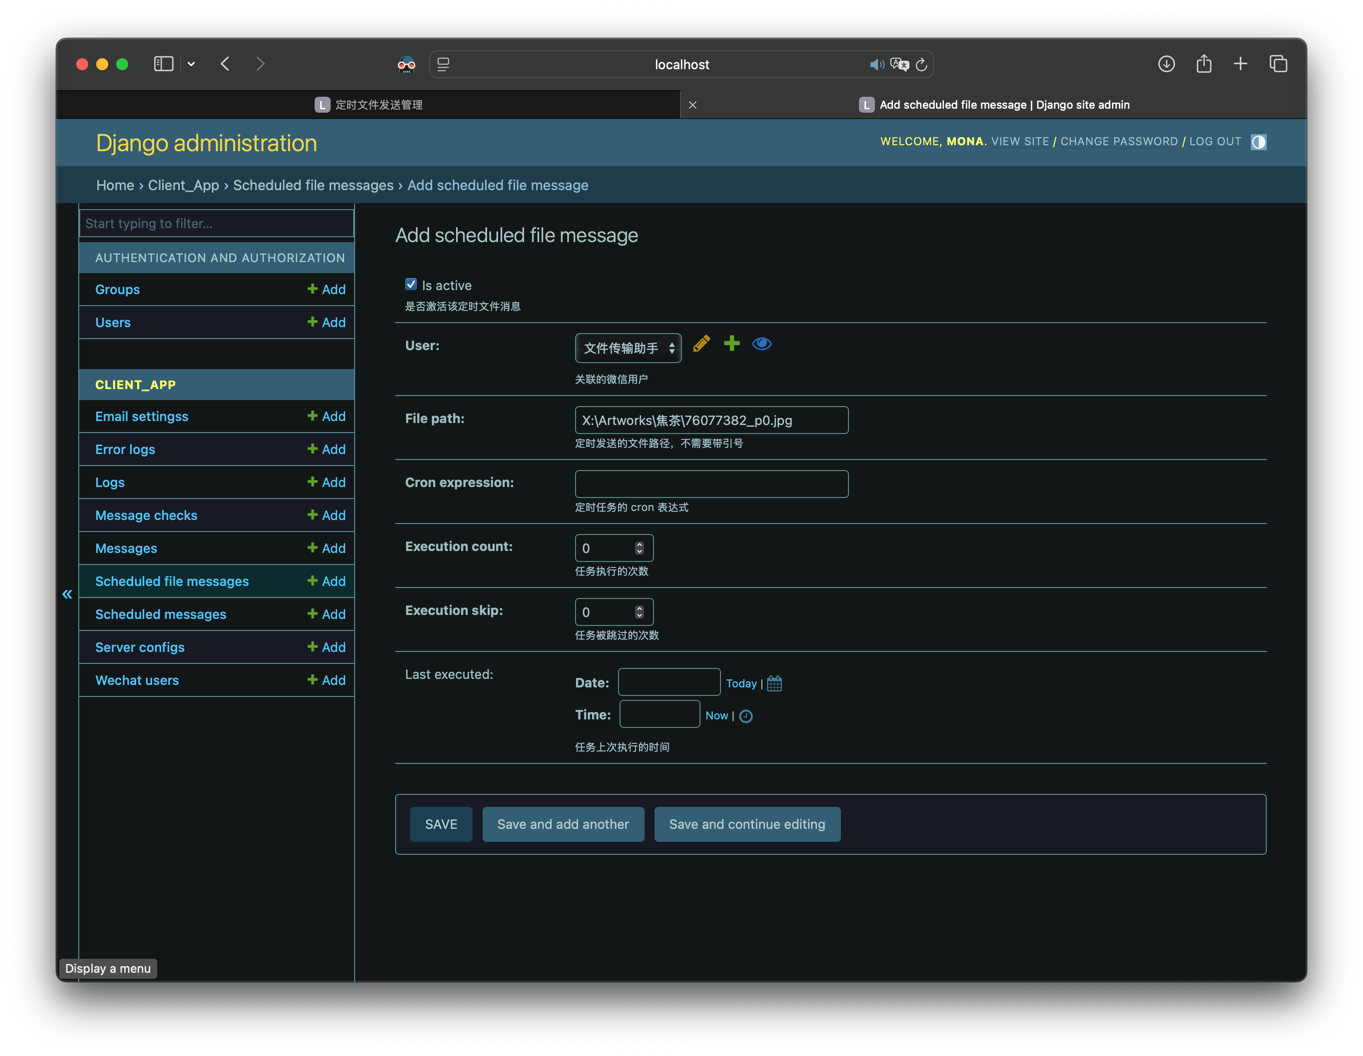 localhost
L 定时文件发送管理
L Add scheduled file message | Django site admin
Django administration
WELCOME, MONA. VIEW SITE / CHANGE PASSWORD / LOG OUT
Home › Client_App › Scheduled file messages › Add scheduled file message
Start typing to filter...
AUTHENTICATION AND AUTHORIZATION
Groups + Add
Users + Add
CLIENT_APP
Email settingss + Add
Error logs + Add
Logs + Add
Message checks + Add
Messages + Add
Scheduled file messages + Add
Scheduled messages + Add
Server configs + Add
Wechat users + Add
«
Add scheduled file message
Is active
是否激活该定时文件消息
User: 文件传输助手
关联的微信用户
File path: X:\Artworks\焦茶\76077382_p0.jpg
定时发送的文件路径，不需要带引号
Cron expression:
定时任务的 cron 表达式
Execution count: 0
任务执行的次数
Execution skip: 0
任务被跳过的次数
Last executed:
Date: Today |
Time: Now |
任务上次执行的时间
SAVE Save and add another Save and continue editing
Display a menu